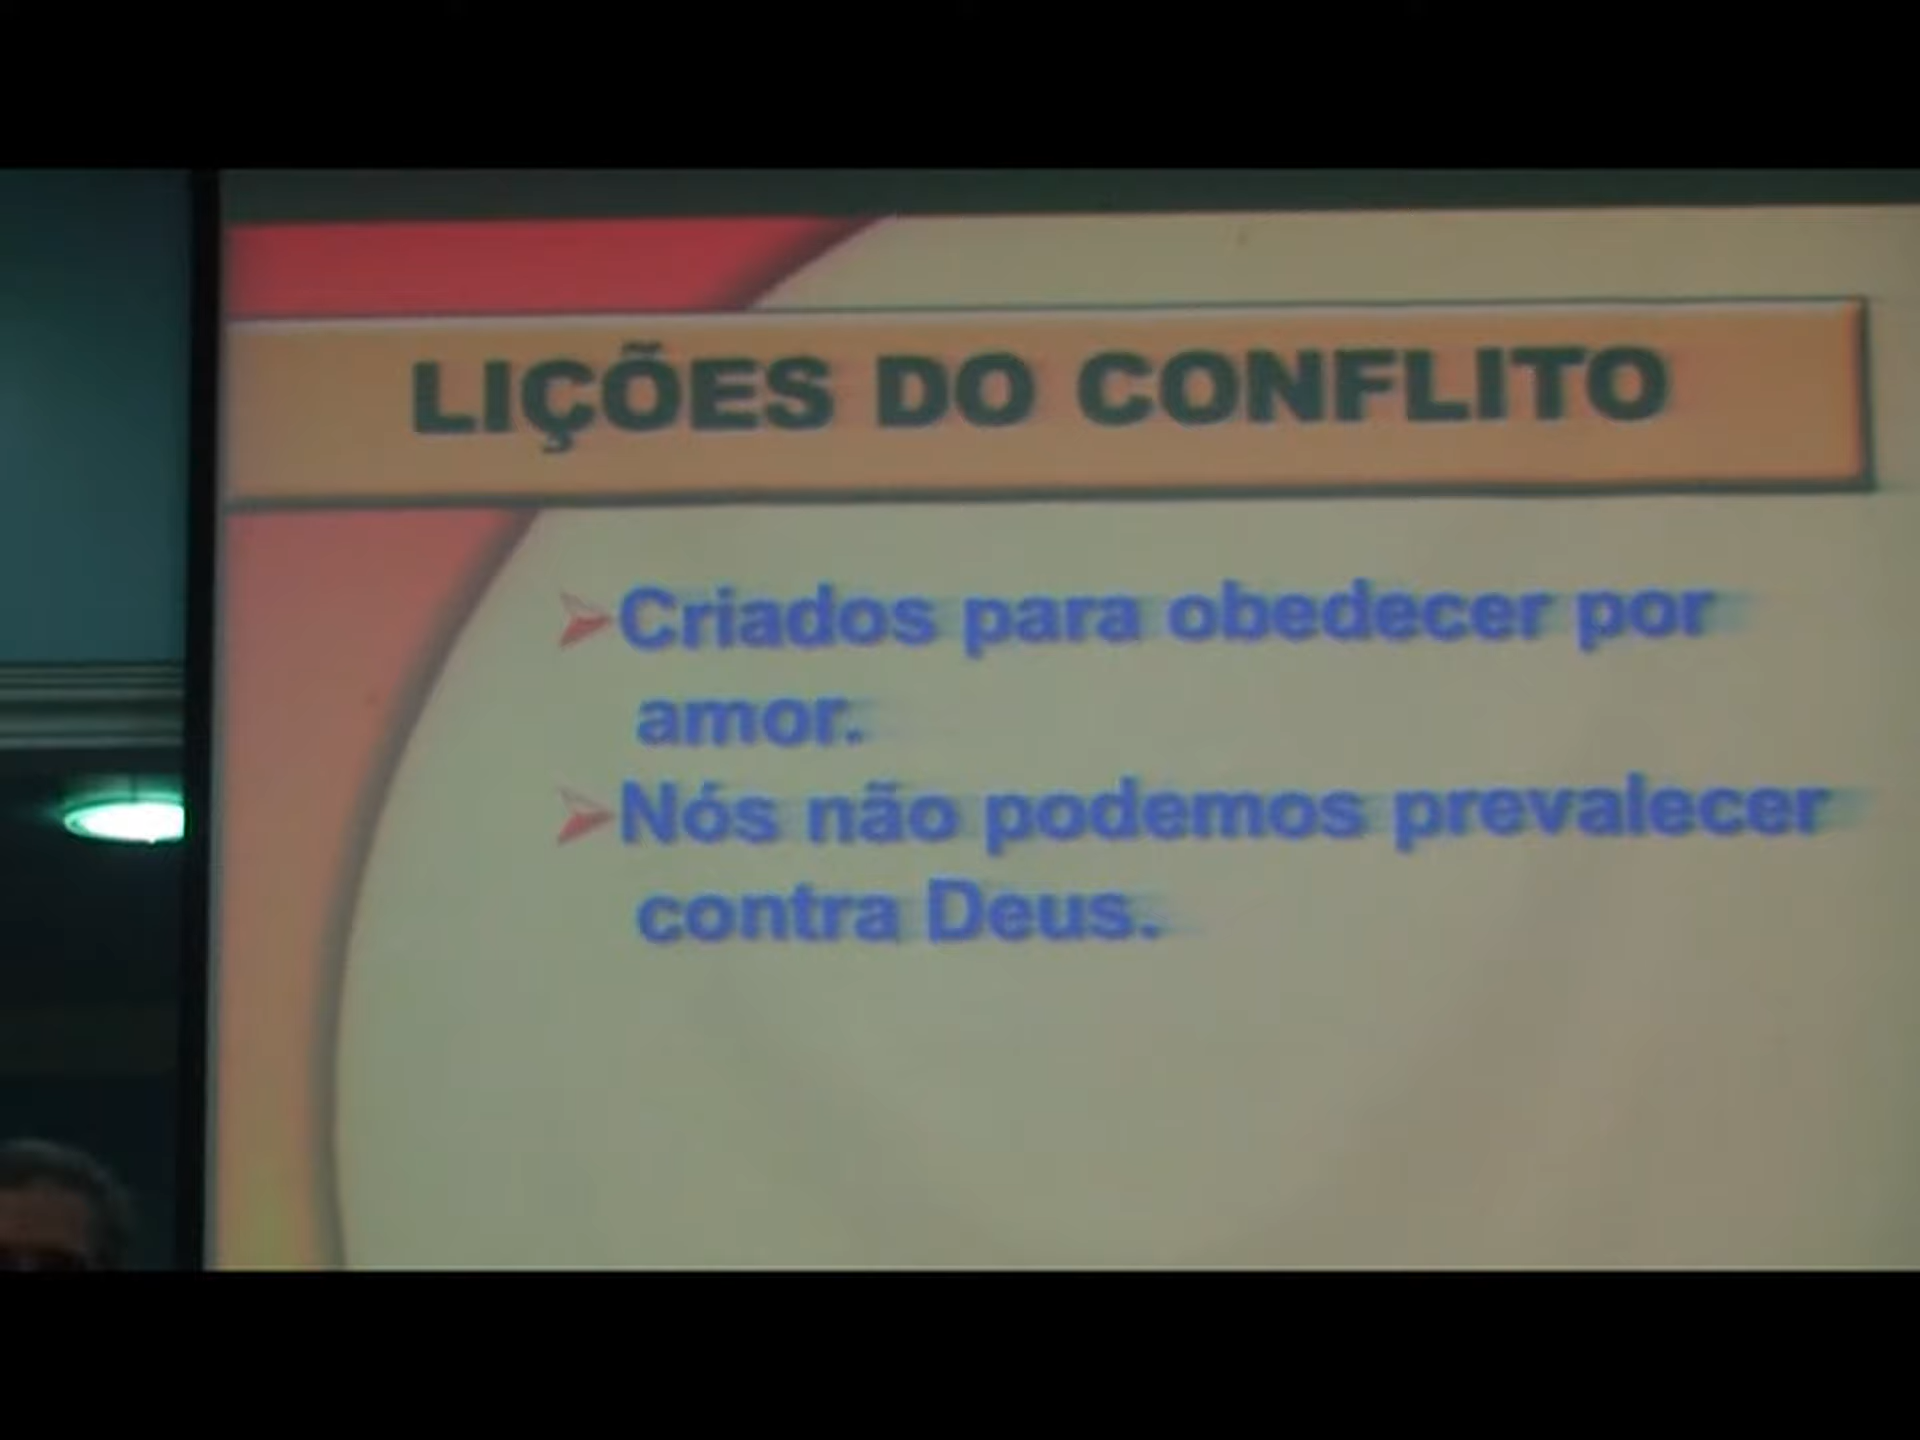 LIÇÕES DO CONFLITO
Criados para obedecer por
amor.
Nós não podemos prevalecer
contra Deus.